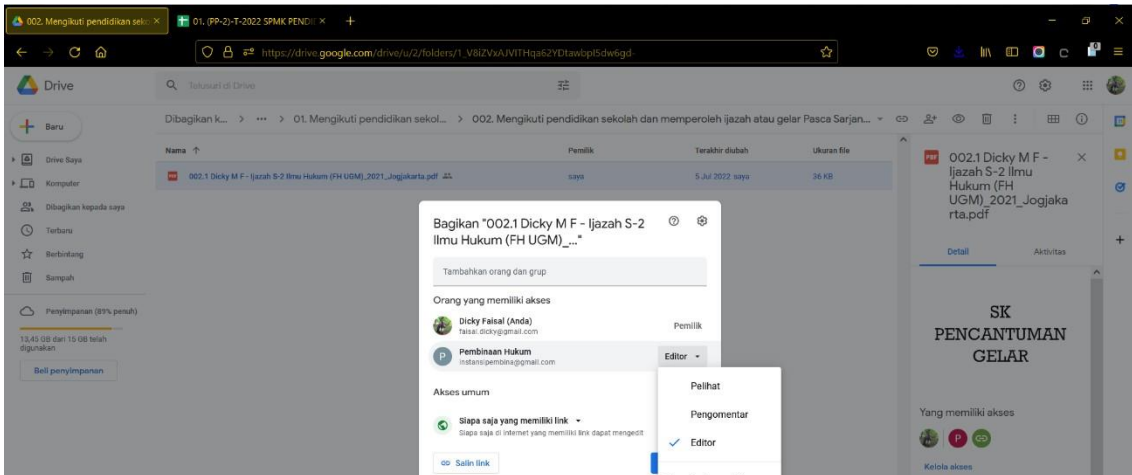 002. Mengikuti pendidikan seko
01. (PP-2)-T-2022 SPMK PENDI
https://drive.google.com/drive/u/2/folders/1_V8iZVxAJVITHqa62YDtawbpI5dw6gd-
Drive
Telusuri di Drive
Baru
Dibagikan k... > ... > 01. Mengikuti pendidikan sekol... > 002. Mengikuti pendidikan sekolah dan memperoleh ijazah atau gelar Pasca Sarjan...
Nama
Pemilik
Terakhir diubah
Ukuran file
002.1 Dicky M F - Ijazah S-2 Ilmu Hukum (FH UGM)_2021_Jogjakarta.pdf
saya
5 Jul 2022 saya
36 KB
Drive Saya
Komputer
Dibagikan kepada saya
Terbaru
Berbintang
Sampah
Penyimpanan (89% penuh)
13,45 GB dari 15 GB telah
digunakan
Beli penyimpanan
Bagikan "002.1 Dicky M F - Ijazah S-2
Ilmu Hukum (FH UGM)_..."
Tambahkan orang dan grup
Orang yang memiliki akses
Dicky Faisal (Anda)
faisal.dicky@gmail.com
Pemilik
P
Pembinaan Hukum
instansipembina@gmail.com
Editor
Akses umum
Siapa saja yang memiliki link
Siapa saja di internet yang memiliki link dapat mengedit
Salin link
Pelihat
Pengomentar
Editor
PDF
002.1 Dicky M F -
Ijazah S-2 Ilmu
Hukum (FH
UGM)_2021_Jogjaka
rta.pdf
Detail
Aktivitas
SK
PENCANTUMAN
GELAR
Yang memiliki akses
P
Kelola akses